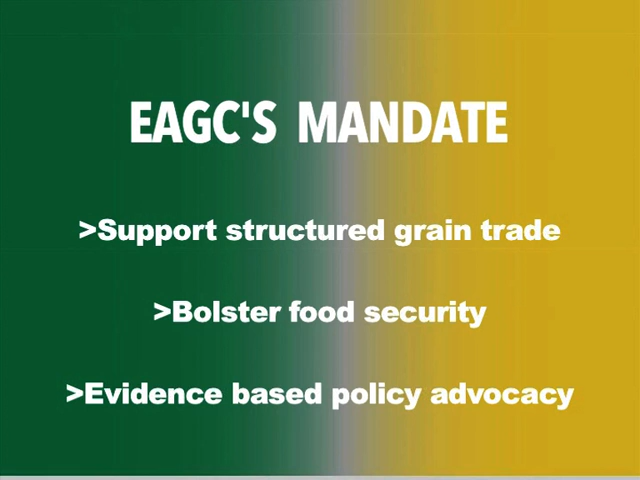 EAGC'S MANDATE
>Support structured grain trade
>Bolster food security
>Evidence based policy advocacy